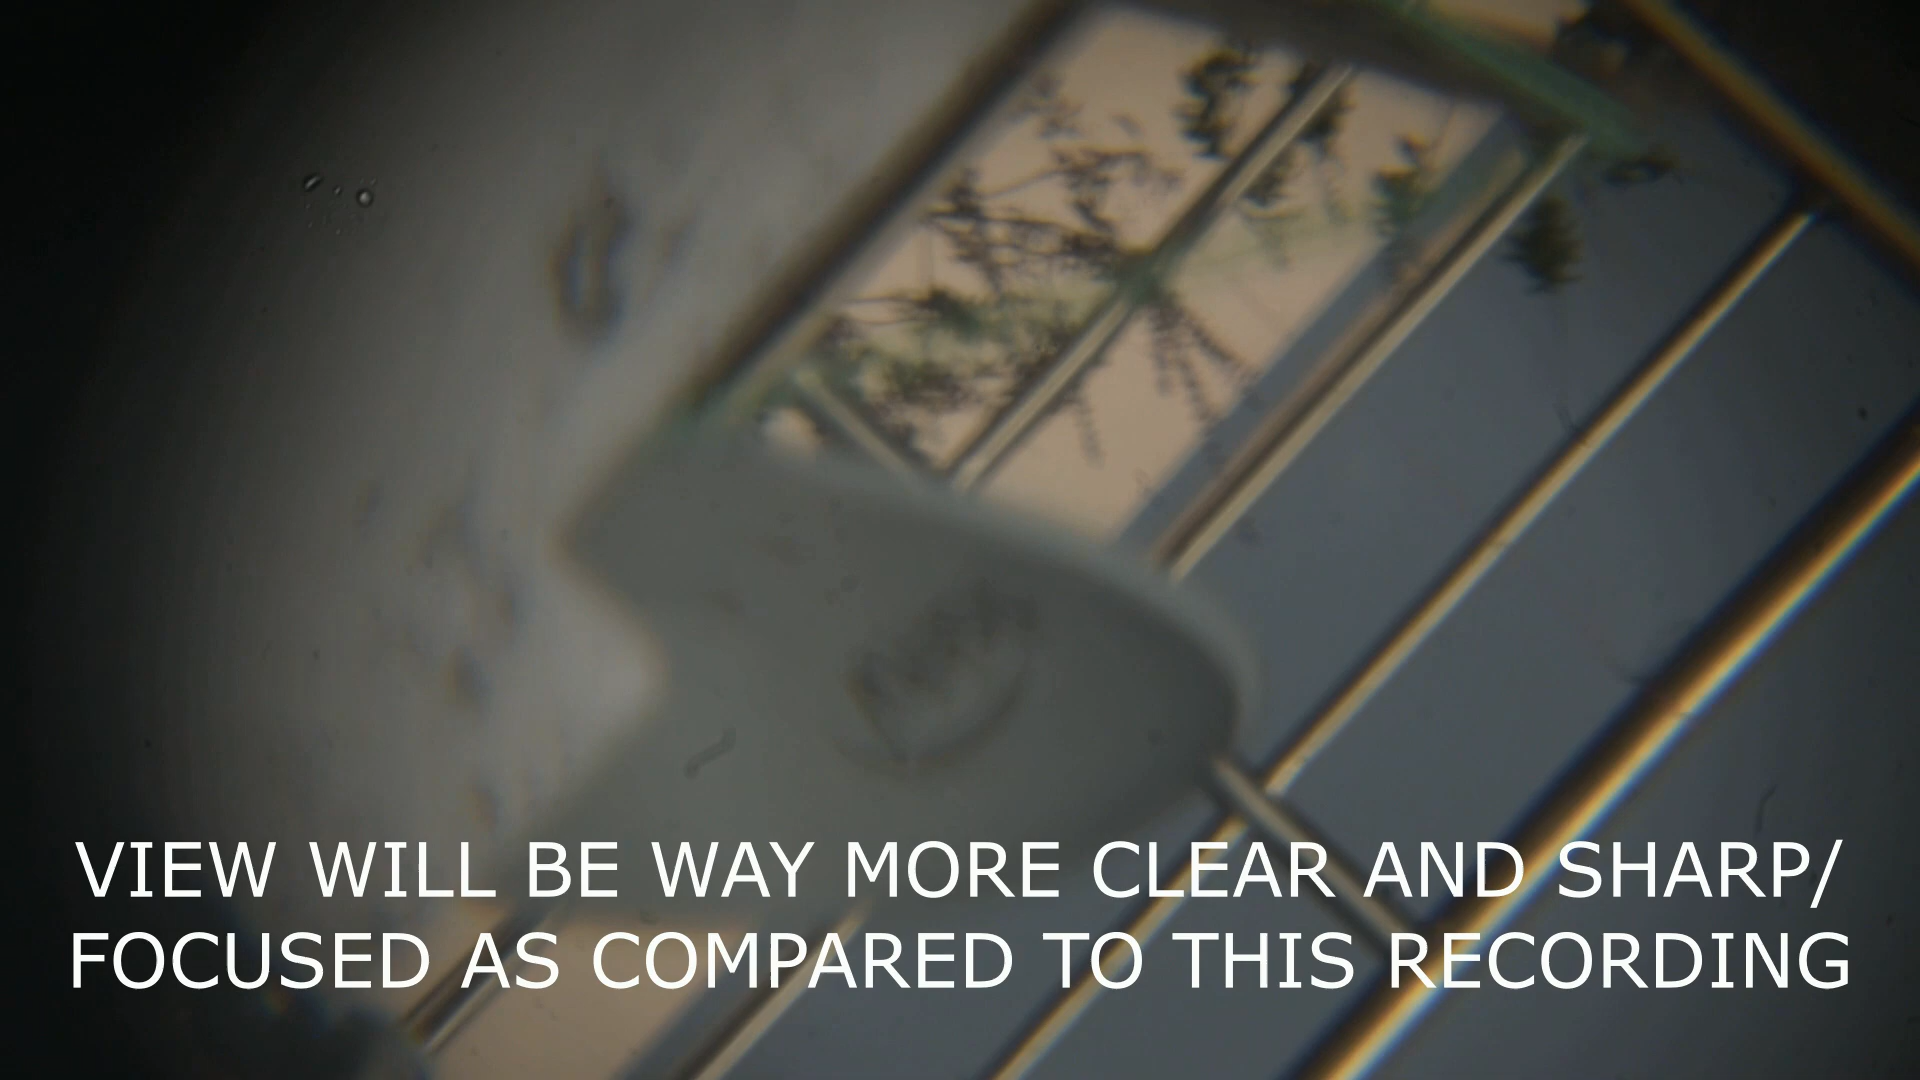 VIEW WILL BE WAY MORE CLEAR AND SHARP/
FOCUSED AS COMPARED TO THIS RECORDING